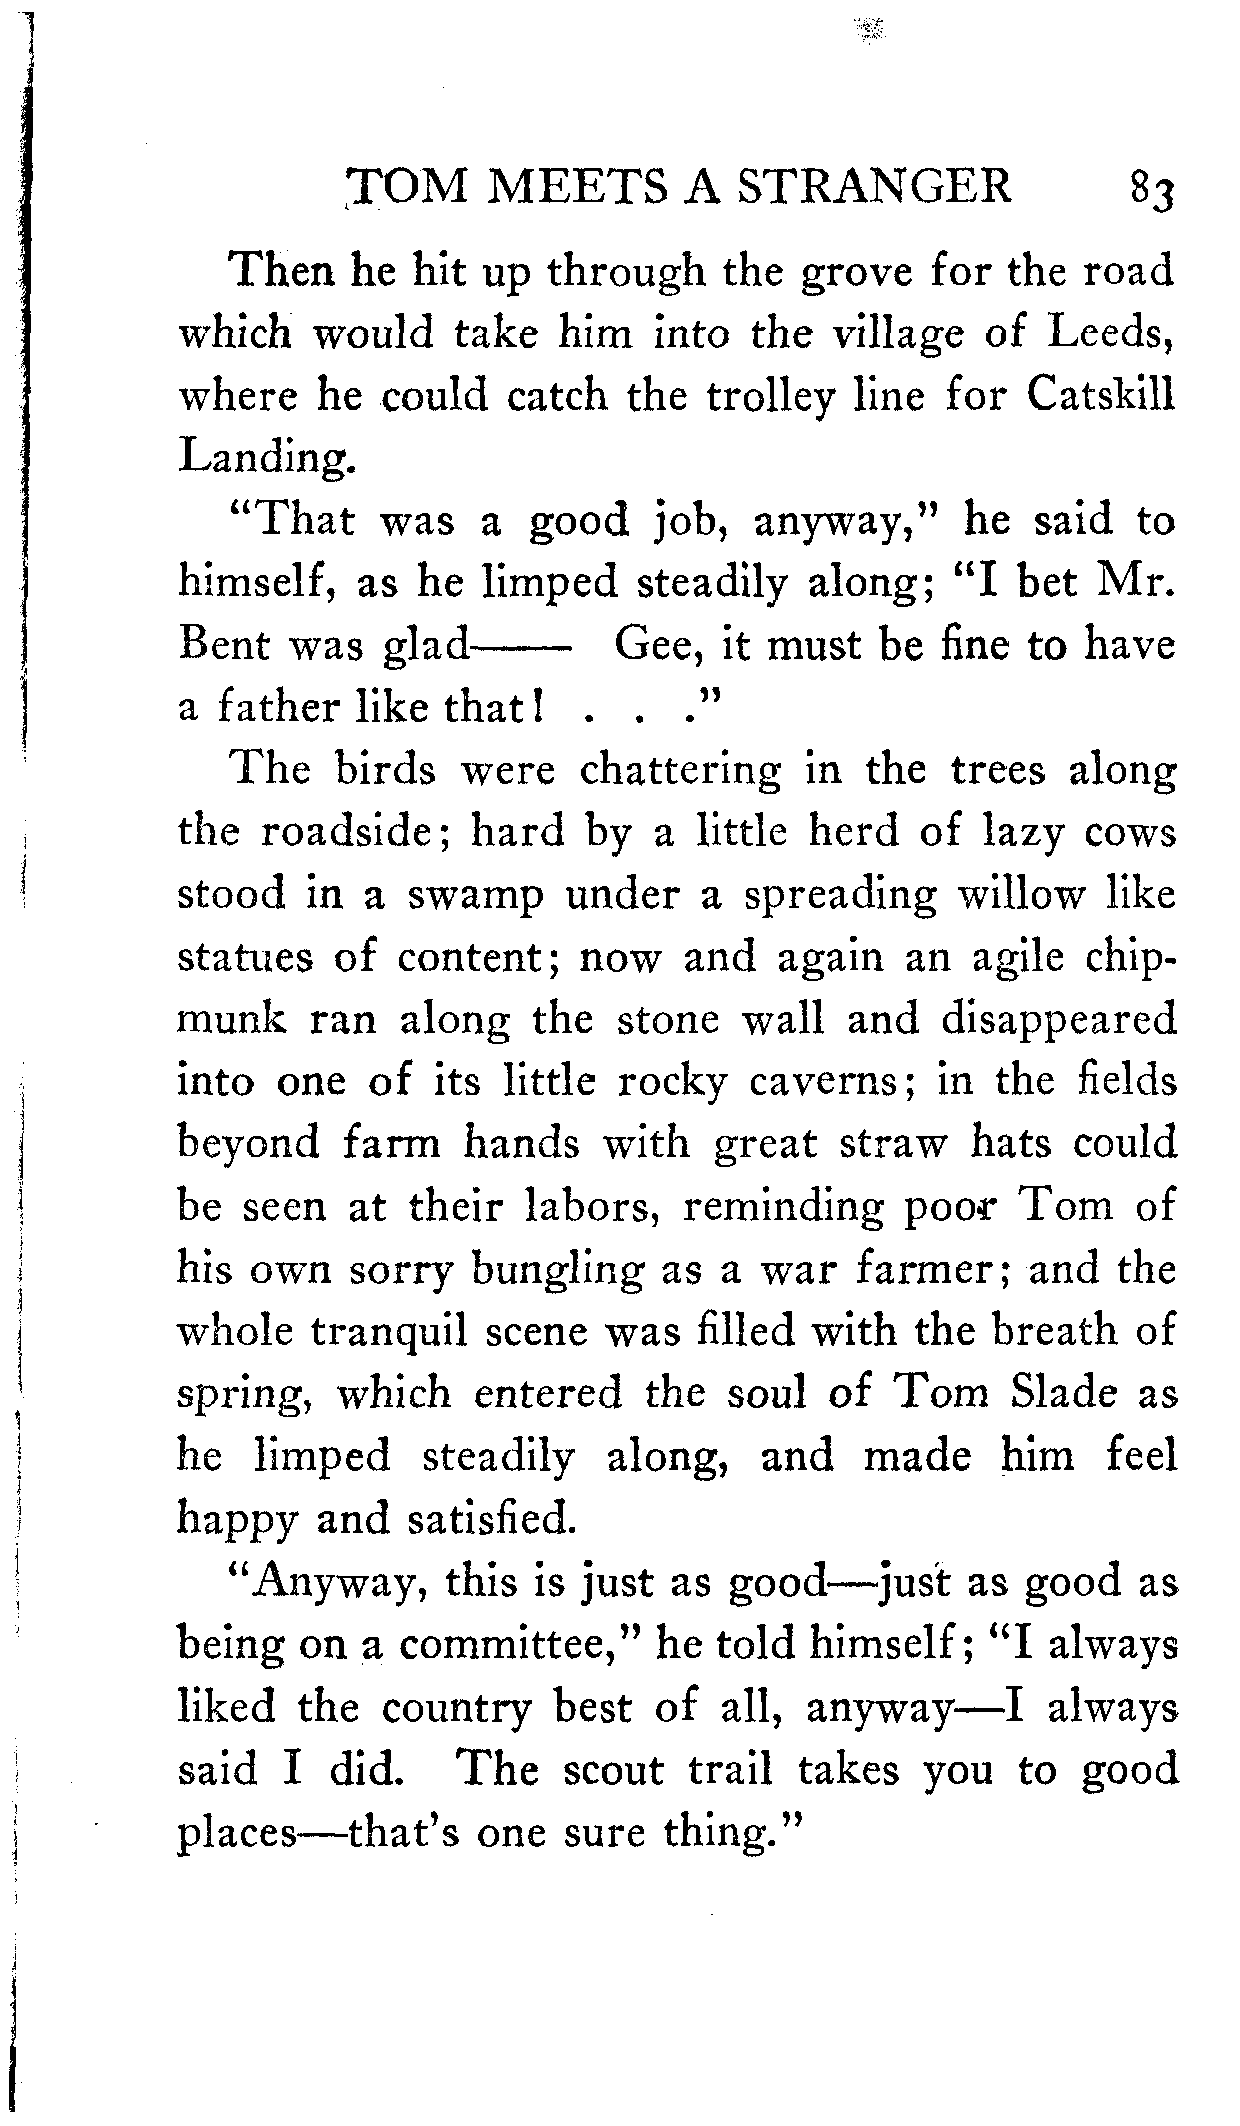 TOM MEETS A STRANGER 83
Then he hit up through the grove for the road
which would take him into the village of Leeds,
where he could catch the trolley line for Catskill
Landing.
"That was a good job, anyway," he said to
himself, as he limped steadily along; "I bet Mr.
Bent was glad—— Gee, it must be fine to have
a father like that! . . ."
The birds were chattering in the trees along
the roadside; hard by a little herd of lazy cows
stood in a swamp under a spreading willow like
statues of content; now and again an agile chip-
munk ran along the stone wall and disappeared
into one of its little rocky caverns; in the fields
beyond farm hands with great straw hats could
be seen at their labors, reminding poor Tom of
his own sorry bungling as a war farmer; and the
whole tranquil scene was filled with the breath of
spring, which entered the soul of Tom Slade as
he limped steadily along, and made him feel
happy and satisfied.
"Anyway, this is just as good—just as good as
being on a committee," he told himself; "I always
liked the country best of all, anyway—I always
said I did. The scout trail takes you to good
places—that's one sure thing."